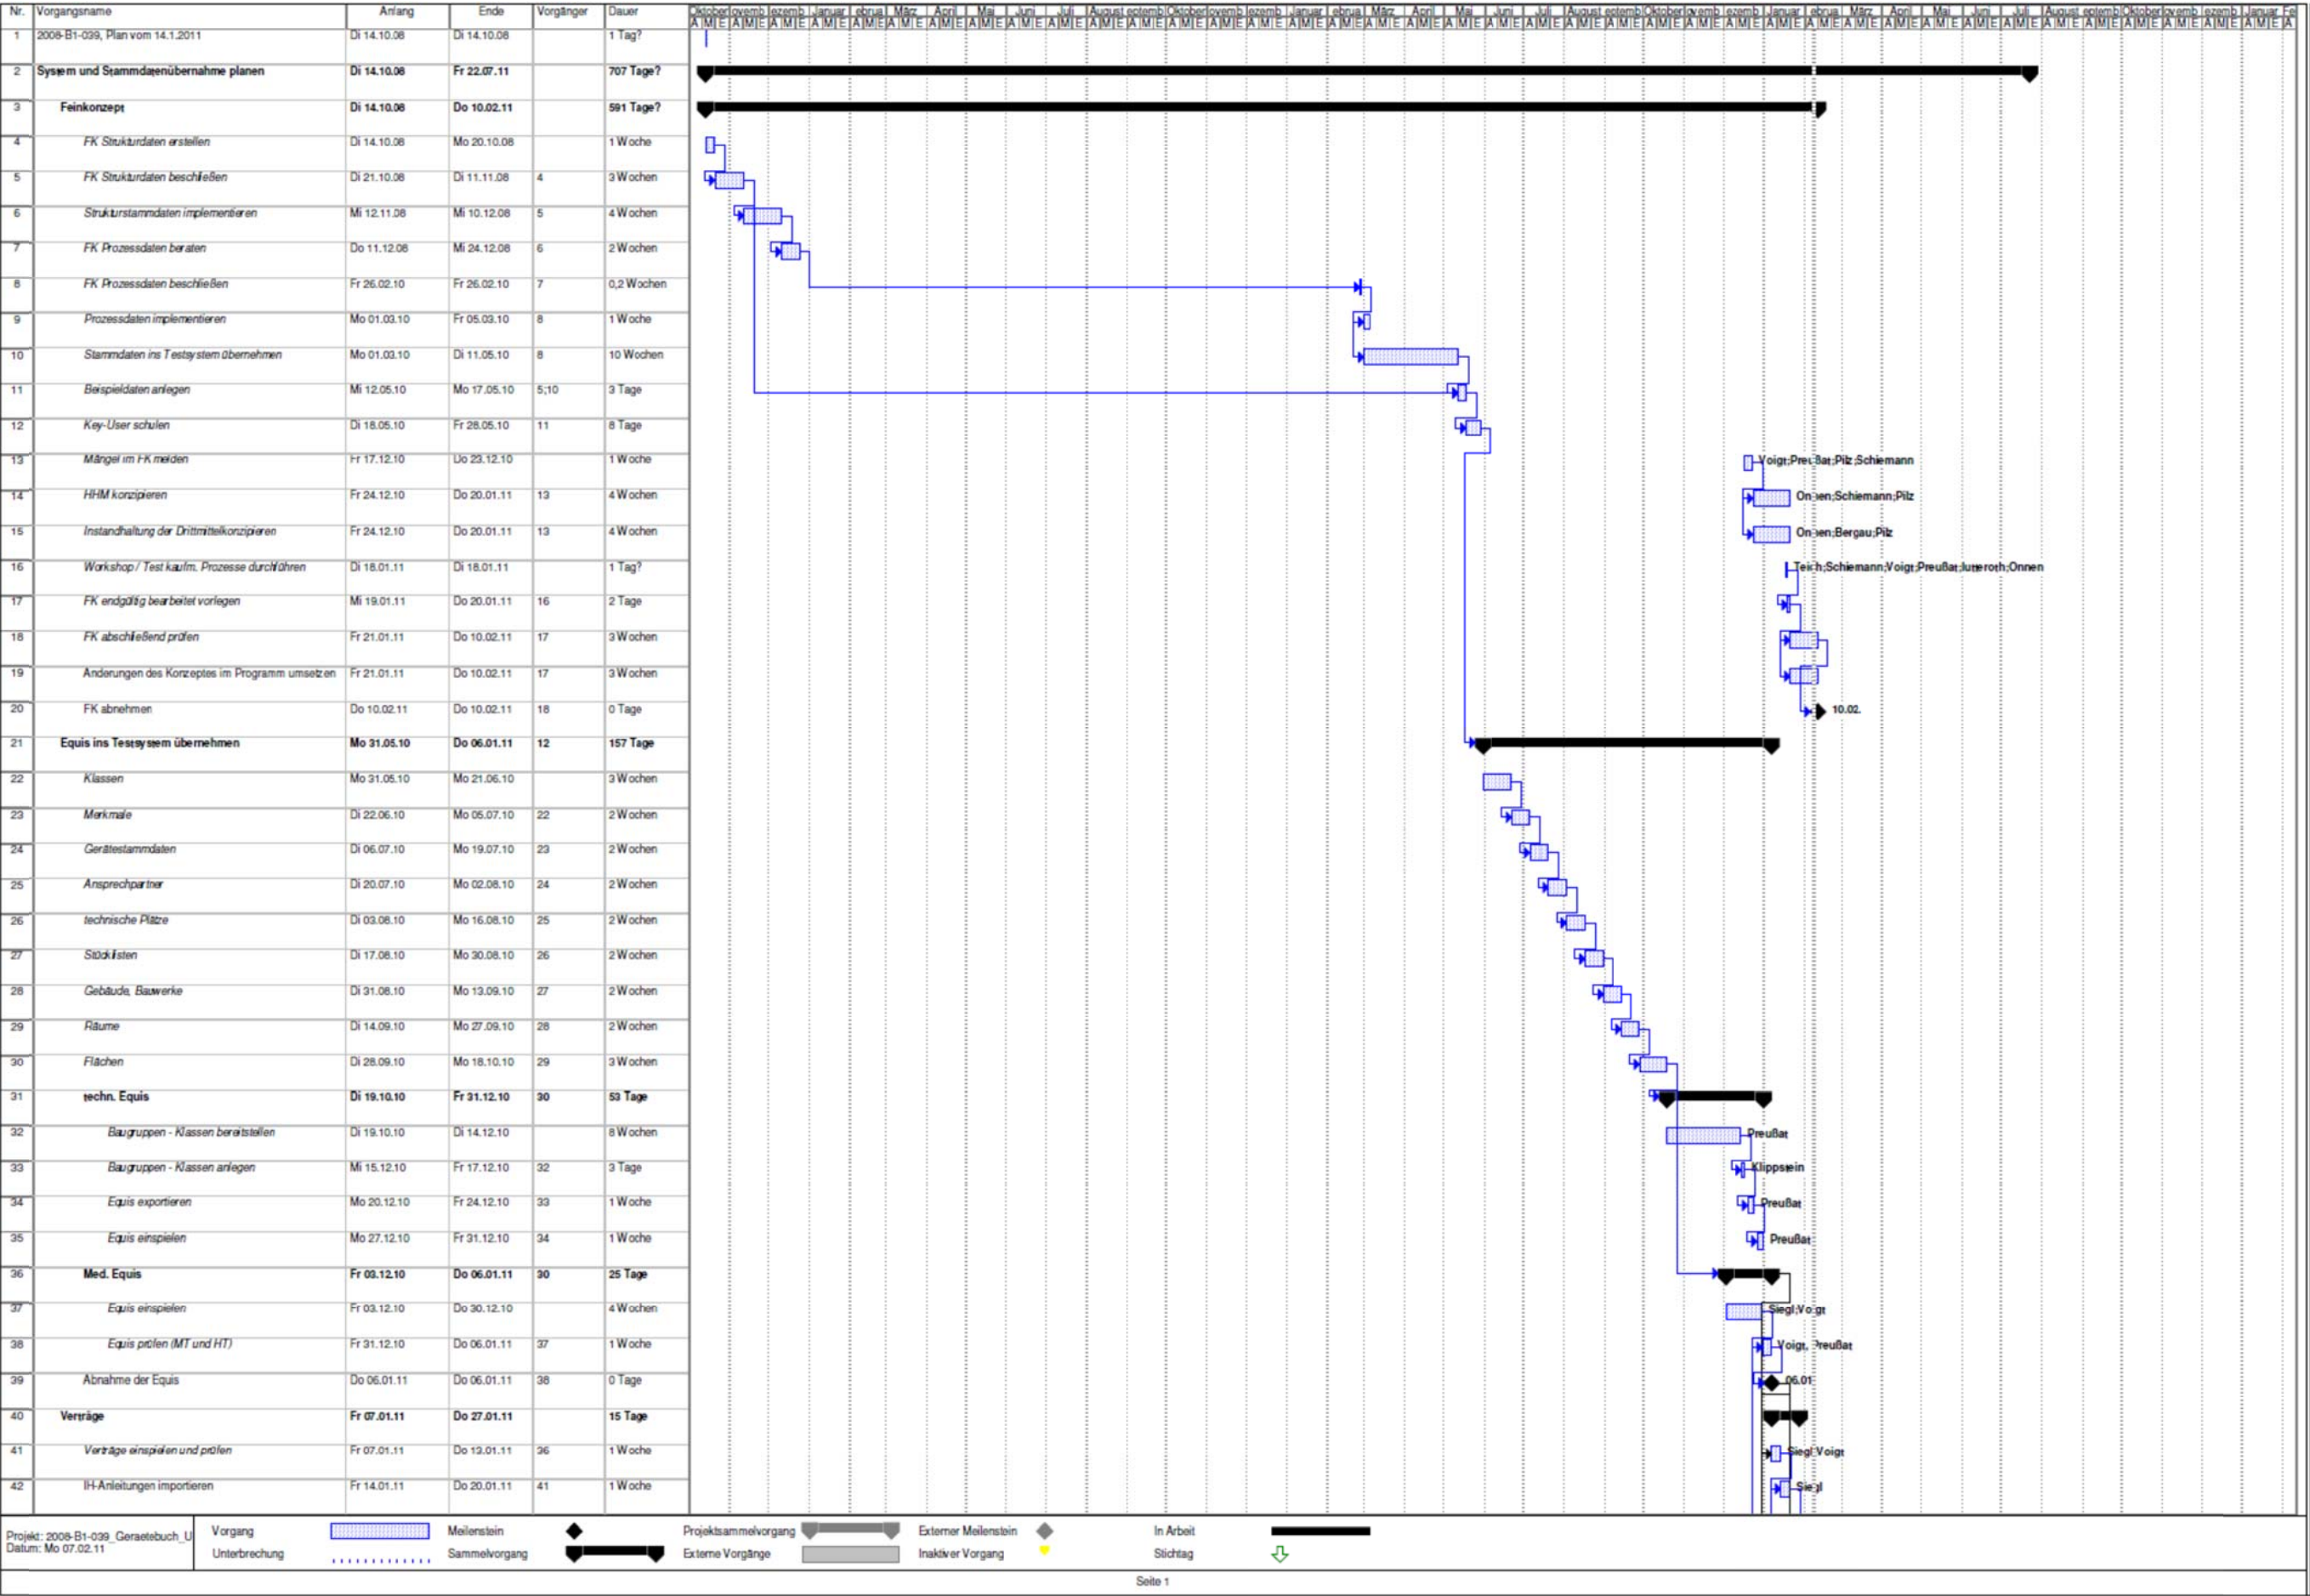 Nr. Vorgangsname Anfang Ende Vorgänger Dauer Oktober ovemb ezemb Januar ebrua März April Mai Juni Juli August eptemb Oktober ovemb ezemb Januar ebrua März April Mai Juni Juli August eptemb Oktober ovemb ezemb Januar ebrua März April Mai Juni Juli August eptemb Oktober ovemb ezemb Januar Fe
1 2008-B1-039, Plan vom 14.1.2011 Di 14.10.08 Di 14.10.08 1 Tag?
2 System und Stammdatenübernahme planen Di 14.10.08 Fr 22.07.11 707 Tage?
3 Feinkonzept Di 14.10.08 Do 10.02.11 591 Tage?
4 FK Strukturdaten erstellen Di 14.10.08 Mo 20.10.08 1 Woche
5 FK Strukturdaten beschließen Di 21.10.08 Di 11.11.08 4 3 Wochen
6 Strukturstammdaten implementieren Mi 12.11.08 Mi 10.12.08 5 4 Wochen
7 FK Prozessdaten beraten Do 11.12.08 Mi 24.12.08 6 2 Wochen
8 FK Prozessdaten beschließen Fr 26.02.10 Fr 26.02.10 7 0,2 Wochen
9 Prozessdaten implementieren Mo 01.03.10 Fr 05.03.10 8 1 Woche
10 Stammdaten ins Testsystem übernehmen Mo 01.03.10 Di 11.05.10 8 10 Wochen
11 Beispieldaten anlegen Mi 12.05.10 Mo 17.05.10 5;10 3 Tage
12 Key-User schulen Di 18.05.10 Fr 28.05.10 11 8 Tage
13 Mängel im FK melden Fr 17.12.10 Do 23.12.10 1 Woche Voigt;Preußat;Pilz;Schiemann
14 HHM konzipieren Fr 24.12.10 Do 20.01.11 13 4 Wochen Onnen;Schiemann;Pilz
15 Instandhaltung der Drittmittelkonzipieren Fr 24.12.10 Do 20.01.11 13 4 Wochen Onnen;Bergau;Pilz
16 Workshop / Test kaufm. Prozesse durchführen Di 18.01.11 Di 18.01.11 1 Tag? Teich;Schiemann;Voigt;Preußat;lutteroth;Onnen
17 FK endgültig bearbeitet vorlegen Mi 19.01.11 Do 20.01.11 16 2 Tage
18 FK abschließend prüfen Fr 21.01.11 Do 10.02.11 17 3 Wochen
19 Änderungen des Konzeptes im Programm umsetzen Fr 21.01.11 Do 10.02.11 17 3 Wochen
20 FK abnehmen Do 10.02.11 Do 10.02.11 18 0 Tage 10.02.
21 Equis ins Testsystem übernehmen Mo 31.05.10 Do 06.01.11 12 157 Tage
22 Klassen Mo 31.05.10 Mo 21.06.10 3 Wochen
23 Merkmale Di 22.06.10 Mo 05.07.10 22 2 Wochen
24 Gerätestammdaten Di 06.07.10 Mo 19.07.10 23 2 Wochen
25 Ansprechpartner Di 20.07.10 Mo 02.08.10 24 2 Wochen
26 technische Plätze Di 03.08.10 Mo 16.08.10 25 2 Wochen
27 Stücklisten Di 17.08.10 Mo 30.08.10 26 2 Wochen
28 Gebäude, Bauwerke Di 31.08.10 Mo 13.09.10 27 2 Wochen
29 Räume Di 14.09.10 Mo 27.09.10 28 2 Wochen
30 Flächen Di 28.09.10 Mo 18.10.10 29 3 Wochen
31 techn. Equis Di 19.10.10 Fr 31.12.10 30 53 Tage
32 Baugruppen - Klassen bereitstellen Di 19.10.10 Di 14.12.10 8 Wochen Preußat
33 Baugruppen - Klassen anlegen Mi 15.12.10 Fr 17.12.10 32 3 Tage Klippstein
34 Equis exportieren Mo 20.12.10 Fr 24.12.10 33 1 Woche Preußat
35 Equis einspielen Mo 27.12.10 Fr 31.12.10 34 1 Woche Preußat
36 Med. Equis Fr 03.12.10 Do 06.01.11 30 25 Tage
37 Equis einspielen Fr 03.12.10 Do 30.12.10 4 Wochen Siegl;Voigt
38 Equis prüfen (MT und HT) Fr 31.12.10 Do 06.01.11 37 1 Woche Voigt, Preußat
39 Abnahme der Equis Do 06.01.11 Do 06.01.11 38 0 Tage 06.01
40 Verträge Fr 07.01.11 Do 27.01.11 15 Tage
41 Verträge einspielen und prüfen Fr 07.01.11 Do 13.01.11 36 1 Woche Siegl;Voigt
42 IH-Anleitungen importieren Fr 14.01.11 Do 20.01.11 41 1 Woche Siegl
Projekt: 2008-B1-039_Geraetebuch_U
Datum: Mo 07.02.11
Vorgang Meilenstein Projektsammelvorgang Externer Meilenstein In Arbeit
Unterbrechung Sammelvorgang Externe Vorgänge Inaktiver Vorgang Stichtag
Seite 1